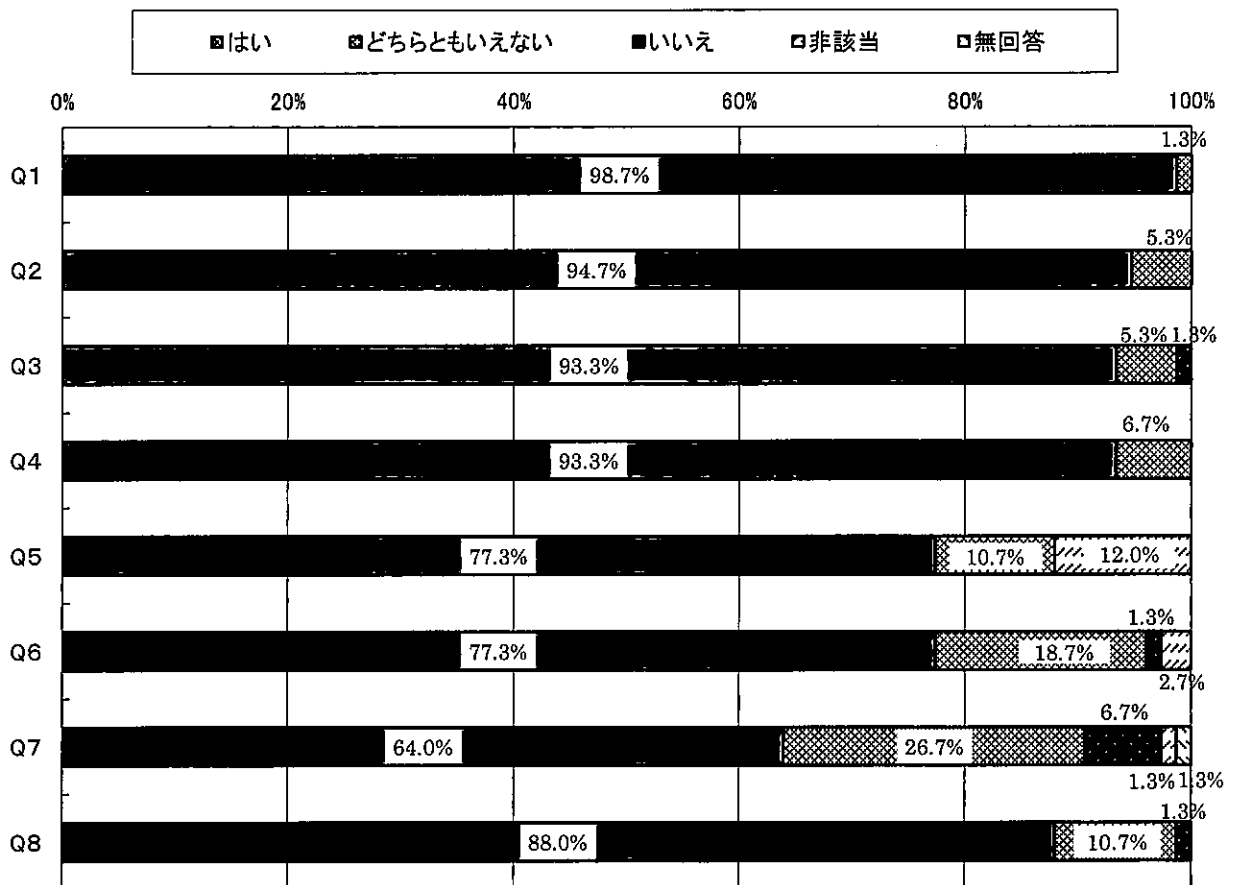 はい どちらともいえない いいえ 非該当 無回答
0% 20% 40% 60% 80% 100%
1.3%
Q1 98.7%
5.3%
Q2 94.7%
5.3% 1.3%
Q3 93.3%
6.7%
Q4 93.3%
Q5 77.3% 10.7% 12.0%
1.3%
Q6 77.3% 18.7%
2.7%
6.7%
Q7 64.0% 26.7%
1.3% 1.3%
1.3%
Q8 88.0% 10.7%